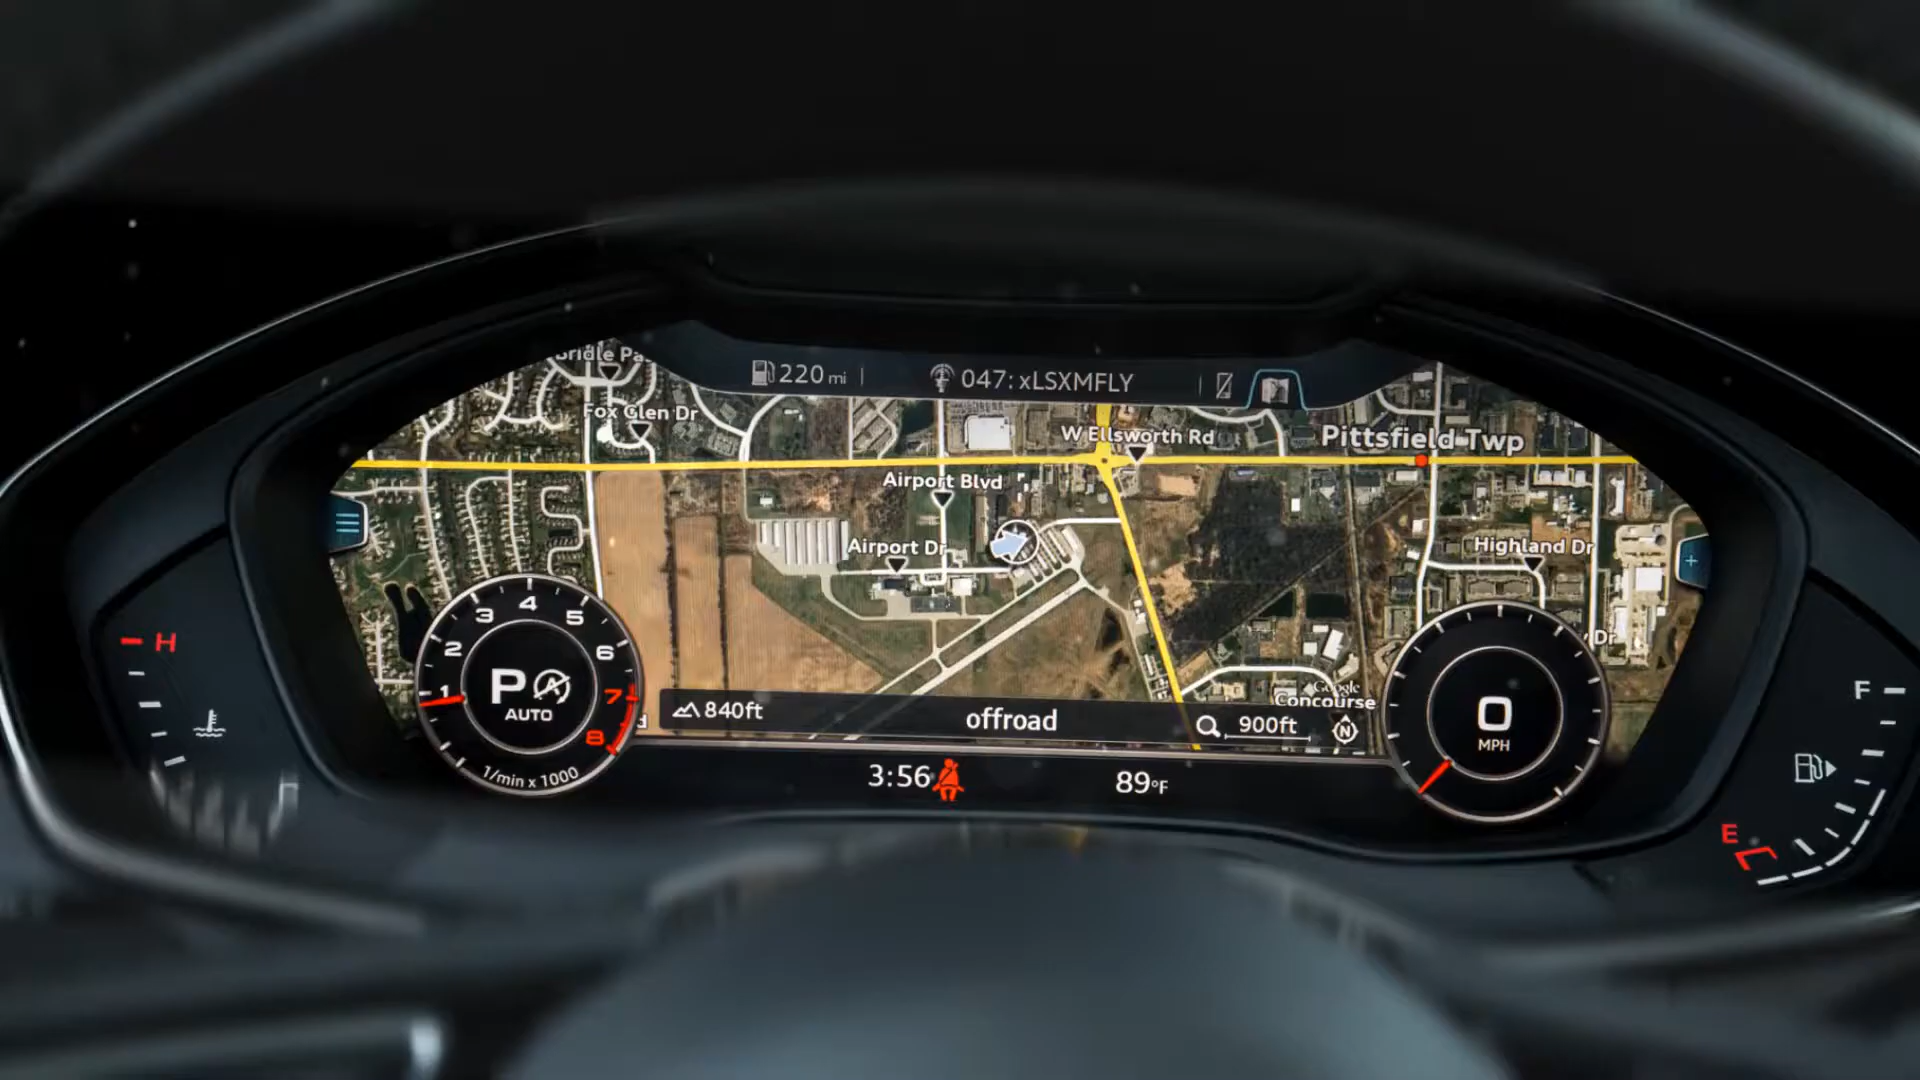 220 mi
047: xLSXMFLY
Fox Glen Dr
W Ellsworth Rd
Pittsfield Twp
Airport Blvd
Airport Dr
Highland Dr
Dr
H
1
2
3
4
5
6
7
8
P A
AUTO
1/min x 1000
840ft
offroad
900ft
N
Google
Concourse
0
MPH
3:56
89°F
F
E